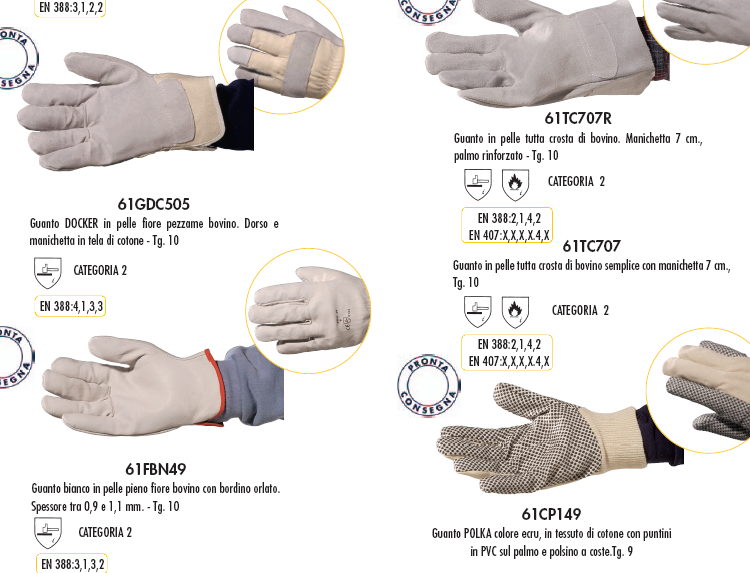 EN 388:3,1,2,2
PRONTA CONSEGNA
61GDC505
Guanto DOCKER in pelle fiore pezzame bovino. Dorso e
manichetta in tela di cotone - Tg. 10
CATEGORIA 2
EN 388:4,1,3,3
PRONTA CONSEGNA
61FBN49
Guanto bianco in pelle pieno fiore bovino con bordino orlato.
Spessore tra 0,9 e 1,1 mm. - Tg. 10
CATEGORIA 2
EN 388:3,1,3,2
CONSEGNA
61TC707R
Guanto in pelle tutta crosta di bovino. Manichetta 7 cm.,
palmo rinforzato - Tg. 10
CATEGORIA 2
EN 388:2,1,4,2
EN 407:X,X,X,X.4,X
61TC707
Guanto in pelle tutta crosta di bovino semplice con manichetta 7 cm.,
Tg. 10
CATEGORIA 2
EN 388:2,1,4,2
EN 407:X,X,X,X.4,X
PRONTA CONSEGNA
61CP149
Guanto POLKA colore ecru, in tessuto di cotone con puntini
in PVC sul palmo e polsino a coste.Tg. 9